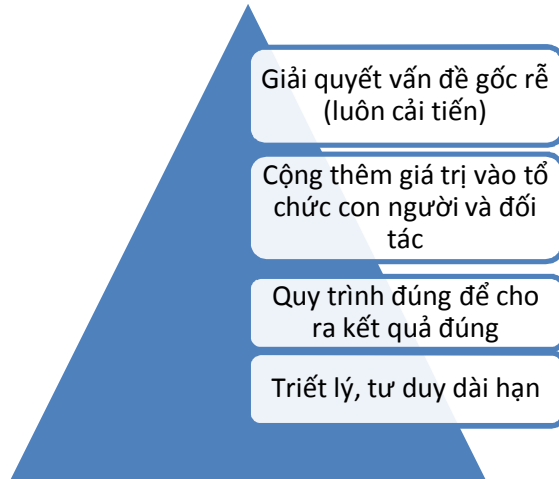 Giải quyết vấn đề gốc rễ
(luôn cải tiến)
Cộng thêm giá trị vào tổ
chức con người và đối
tác
Quy trình đúng để cho
ra kết quả đúng
Triết lý, tư duy dài hạn